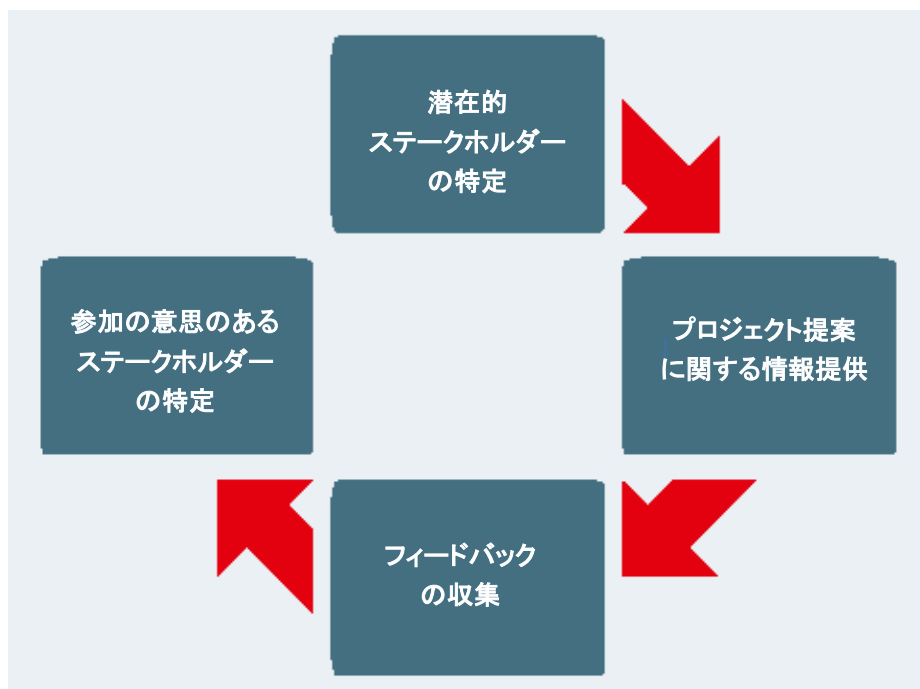 潜在的
ステークホルダー
の特定
プロジェクト提案
に関する情報提供
フィードバック
の収集
参加の意思のある
ステークホルダー
の特定